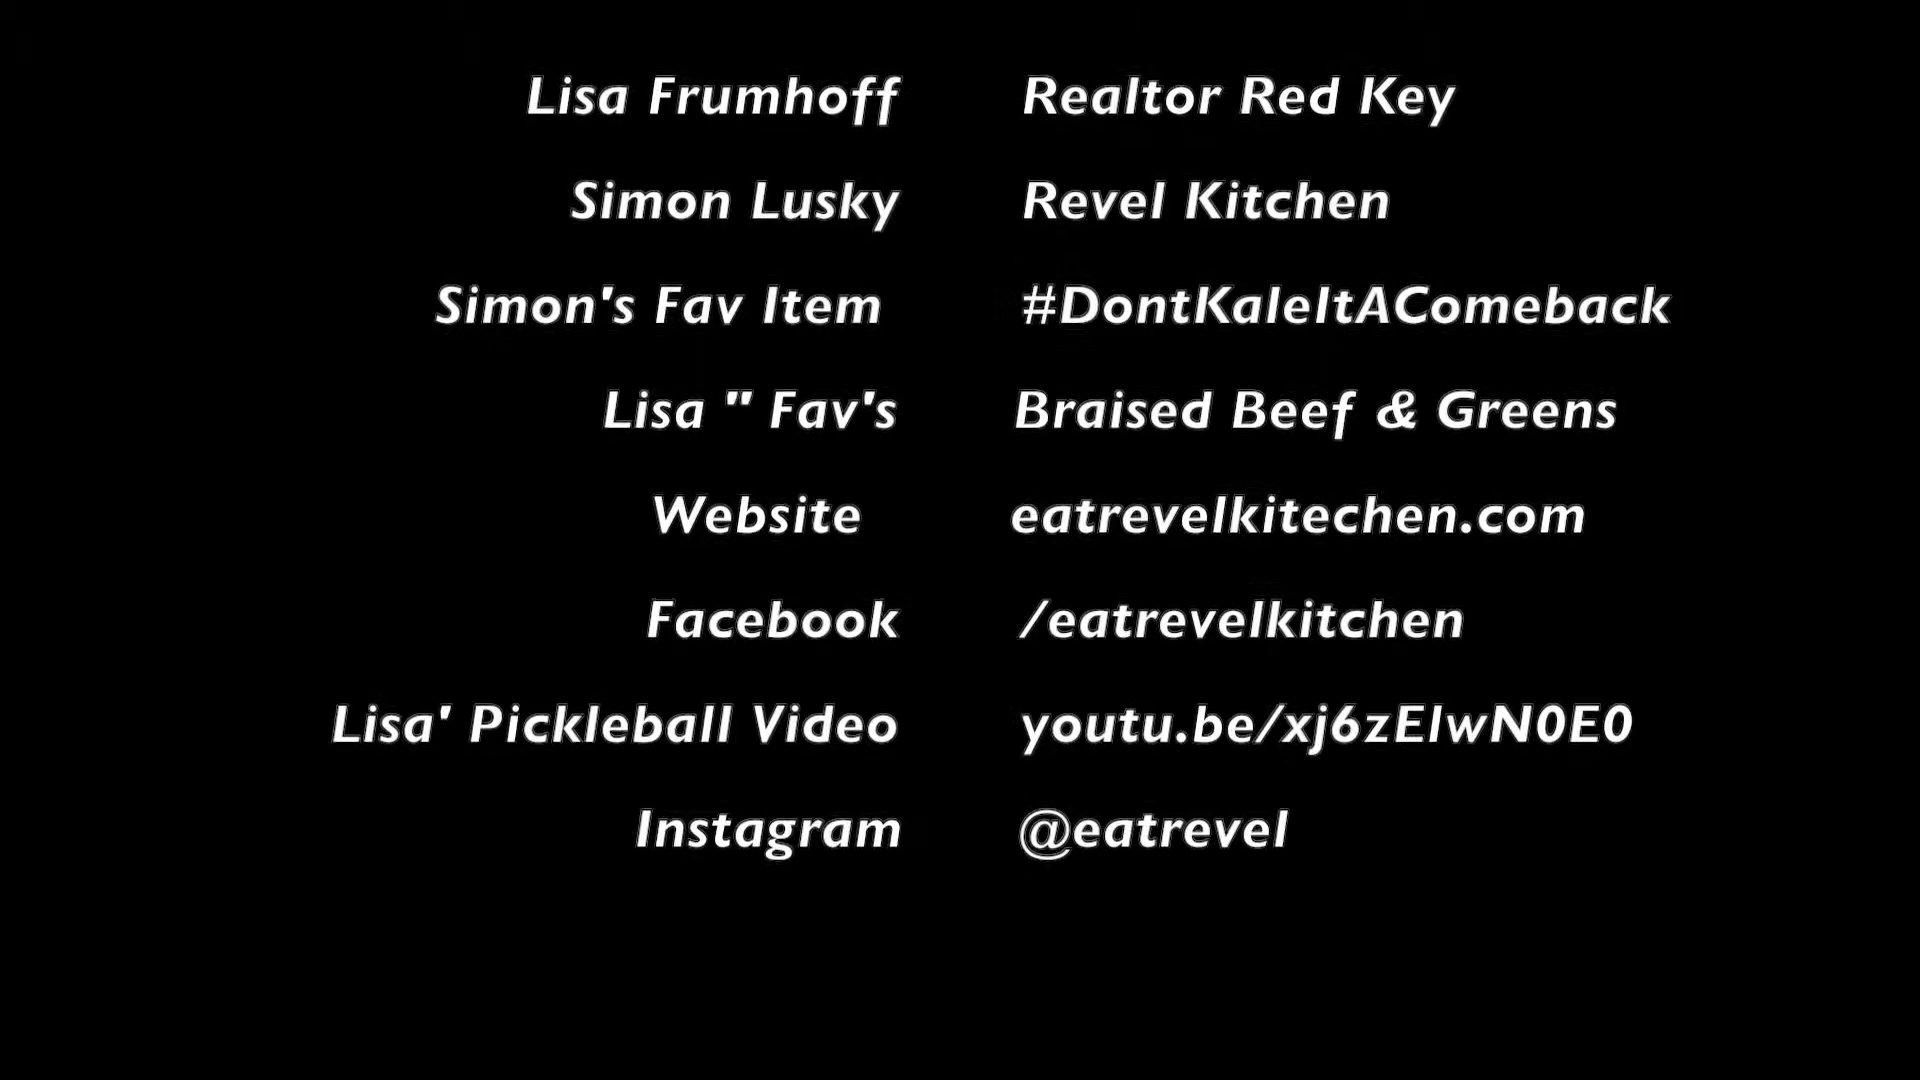 Lisa Frumhoff Realtor Red Key
Simon Lusky Revel Kitchen
Simon's Fav Item #DontKaleItAComeback
Lisa " Fav's Braised Beef & Greens
Website eatrevelkitechen.com
Facebook /eatrevelkitchen
Lisa' Pickleball Video youtu.be/xj6zElwN0E0
Instagram @eatrevel